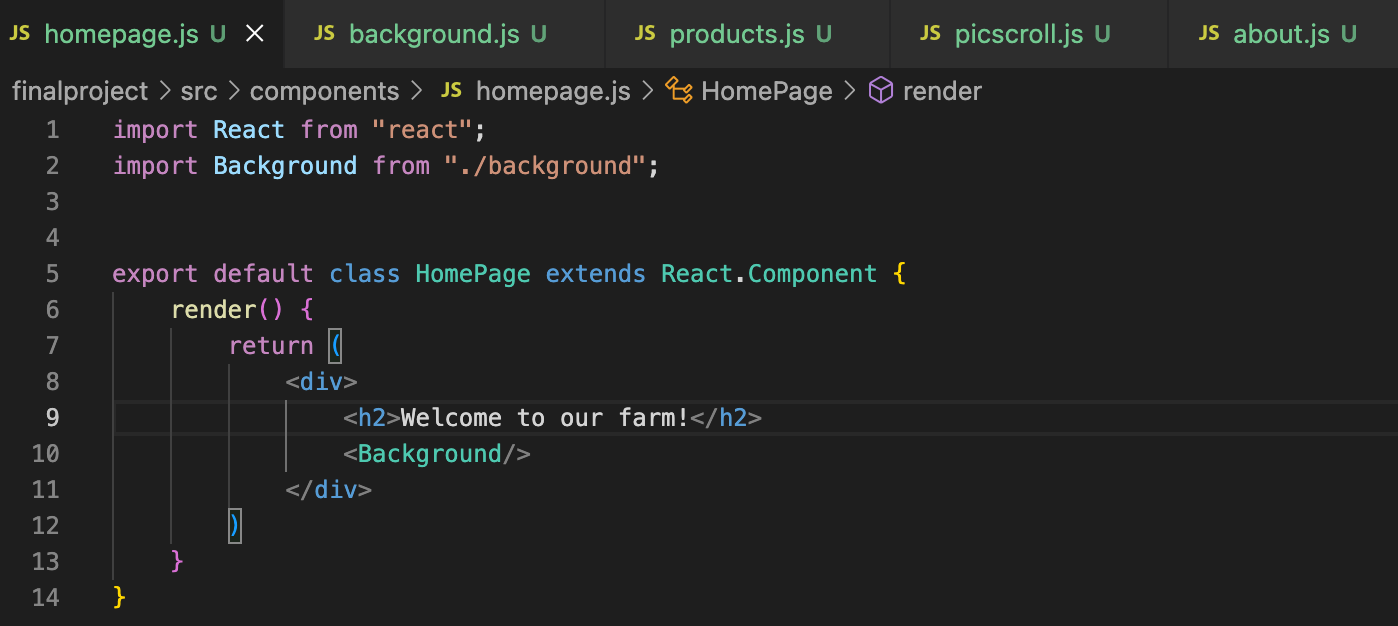 JS homepage.js U × JS background.js U JS products.js U JS picscroll.js U JS about.js U
finalproject > src > components > JS homepage.js > HomePage > render
1 import React from "react";
2 import Background from "./background";
3
4
5 export default class HomePage extends React.Component {
6     render() {
7         return (
8             <div>
9                 <h2>Welcome to our farm!</h2>
10                 <Background/>
11             </div>
12         )
13     }
14 }